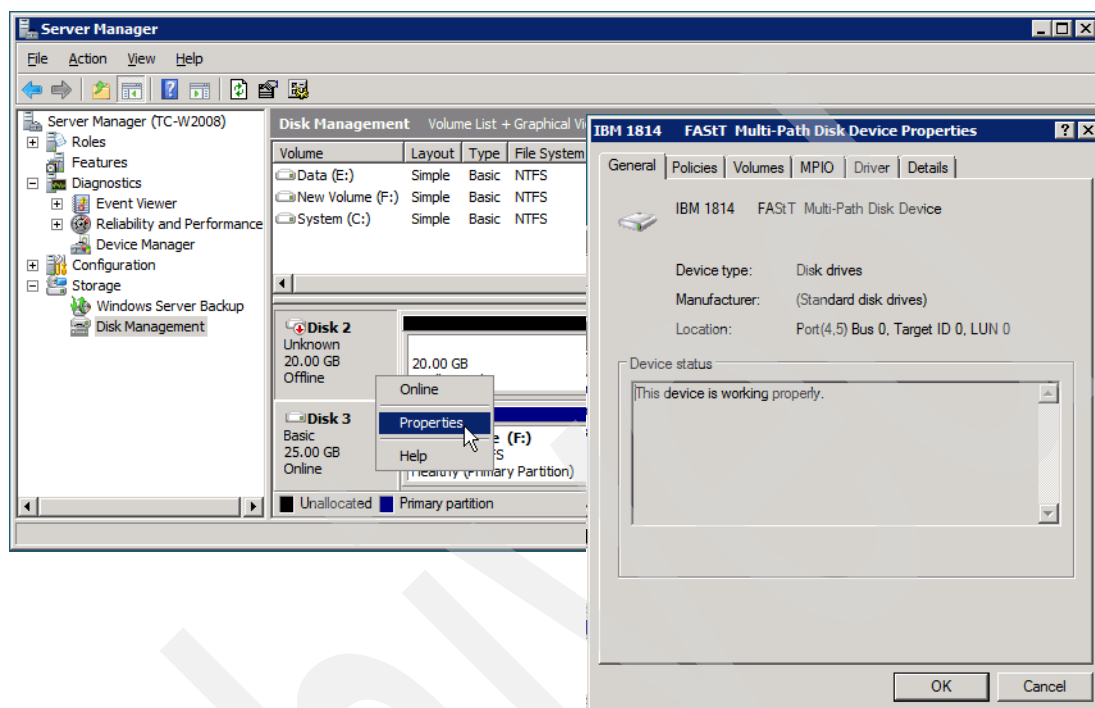 Server Manager
File Action View Help
Server Manager (TC-W2008)
Roles
Features
Diagnostics
Event Viewer
Reliability and Performance
Device Manager
Configuration
Storage
Windows Server Backup
Disk Management
Disk Management Volume List + Graphical Vi
Volume Layout Type File System
Data (E:) Simple Basic NTFS
New Volume (F:) Simple Basic NTFS
System (C:) Simple Basic NTFS
Disk 2
Unknown
20.00 GB
Offline
20.00 GB
Disk 3
Basic
25.00 GB
Online
(F:)
Healthy (Primary Partition)
Online
Properties
Help
Unallocated Primary partition
IBM 1814 FAStT Multi-Path Disk Device Properties
General Policies Volumes MPIO Driver Details
IBM 1814 FAStT Multi-Path Disk Device
Device type: Disk drives
Manufacturer: (Standard disk drives)
Location: Port(4,5) Bus 0, Target ID 0, LUN 0
Device status
This device is working properly.
OK Cancel